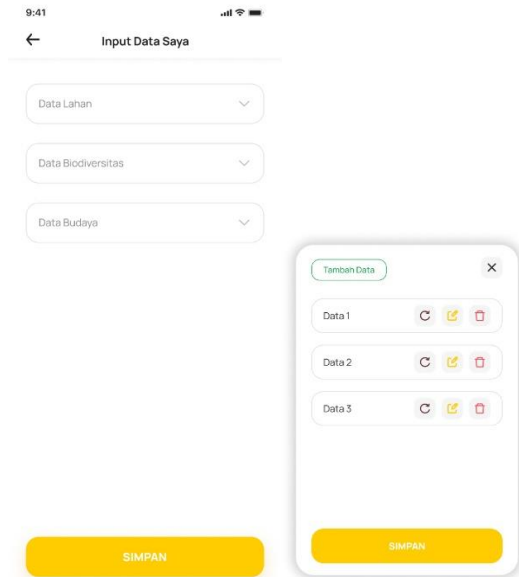 9:41
Input Data Saya
Data Lahan
Data Biodiversitas
Data Budaya
SIMPAN
Tambah Data
Data 1
Data 2
Data 3
SIMPAN